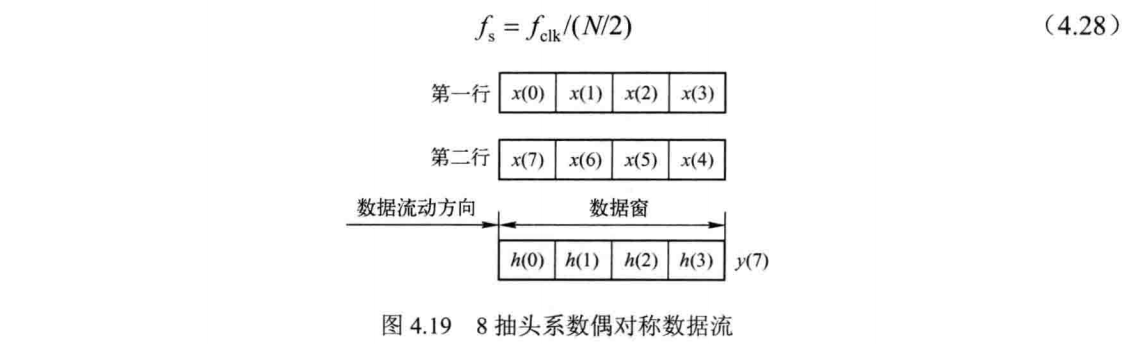 fs = fclk/(N/2) （4.28）
第一行 x(0) x(1) x(2) x(3)
第二行 x(7) x(6) x(5) x(4)
数据流动方向 数据窗
h(0) h(1) h(2) h(3) y(7)
图 4.19 8 抽头系数偶对称数据流